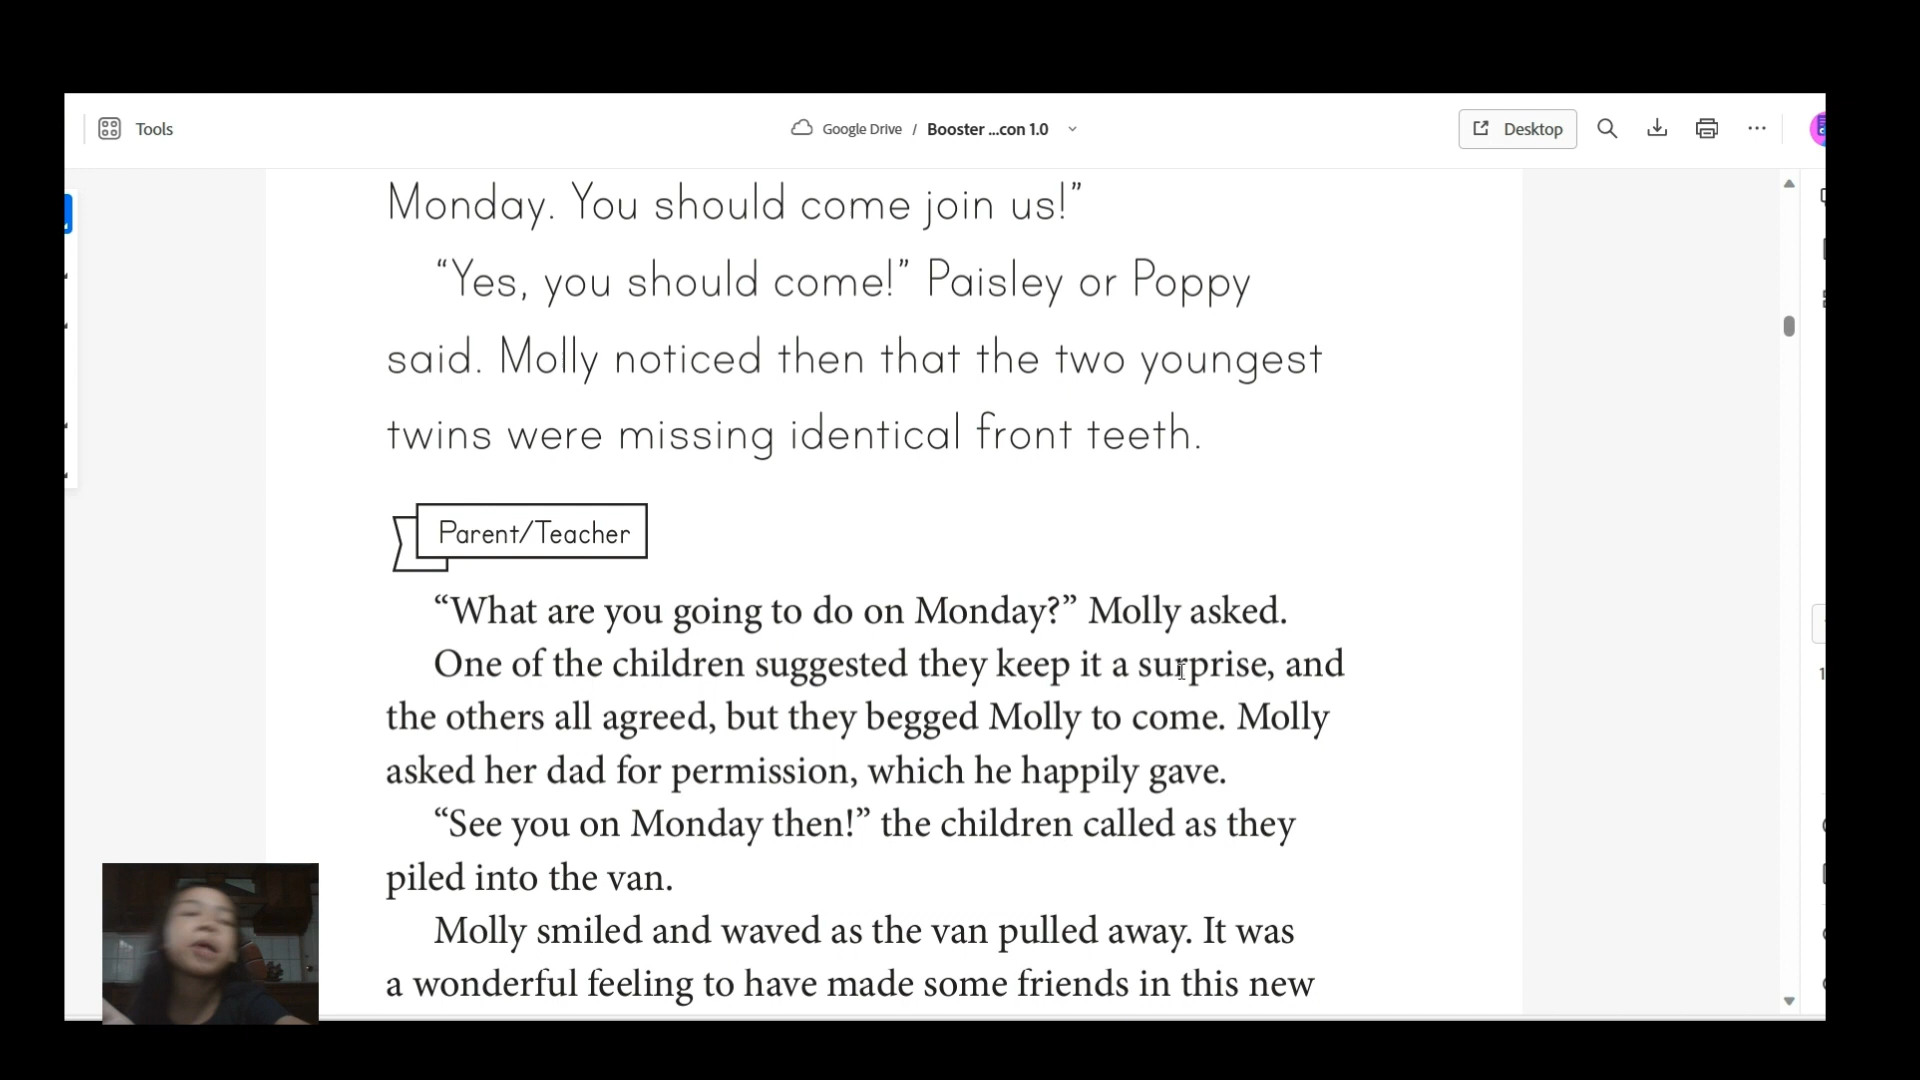 Tools
Google Drive / Booster ...con 1.0
Desktop
Monday. You should come join us!”
“Yes, you should come!” Paisley or Poppy
said. Molly noticed then that the two youngest
twins were missing identical front teeth.
Parent/Teacher
“What are you going to do on Monday?” Molly asked.
One of the children suggested they keep it a surprise, and
the others all agreed, but they begged Molly to come. Molly
asked her dad for permission, which he happily gave.
“See you on Monday then!” the children called as they
piled into the van.
Molly smiled and waved as the van pulled away. It was
a wonderful feeling to have made some friends in this new